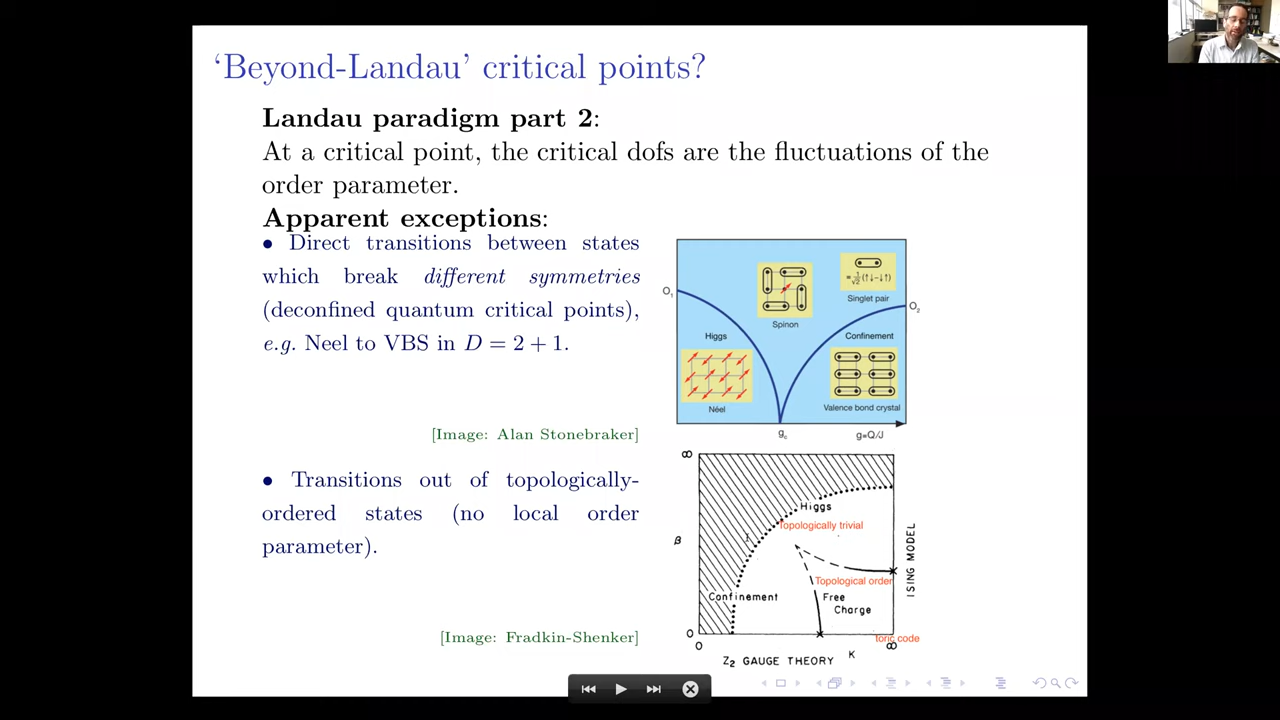 ‘Beyond-Landau’ critical points?
Landau paradigm part 2:
At a critical point, the critical dofs are the fluctuations of the
order parameter.
Apparent exceptions:
• Direct transitions between states
which break different symmetries
(deconfined quantum critical points),
e.g. Neel to VBS in D = 2 + 1.
[Image: Alan Stonebraker]
O₁
O₂
Spinon
=1/√2(↑↓-↓↑)
Singlet pair
Higgs
Confinement
Néel
Valence bond crystal
gc
g=Q/J
• Transitions out of topologically-
ordered states (no local order
parameter).
[Image: Fradkin-Shenker]
∞
β
0
Higgs
Topologically trivial
Topological order
Confinement
Free
Charge
ISING MODEL
toric code
0
∞
Z₂ GAUGE THEORY
K